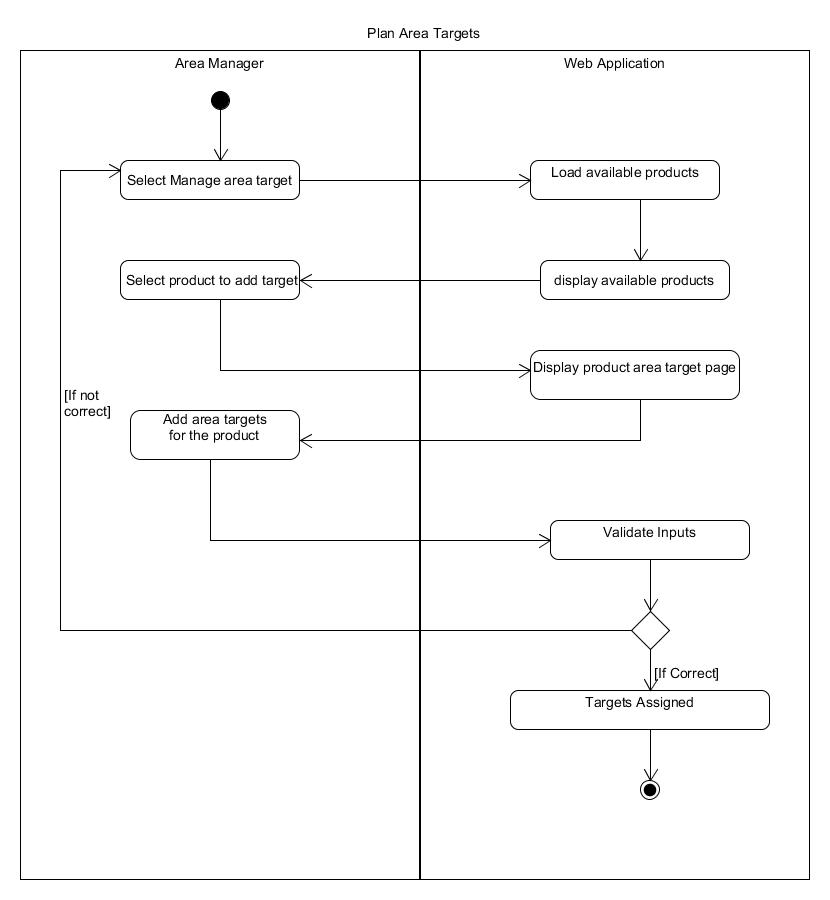 Plan Area Targets
Area Manager
Web Application
Select Manage area target
Load available products
Select product to add target
display available products
Display product area target page
[If not
correct]
Add area targets
for the product
Validate Inputs
[If Correct]
Targets Assigned